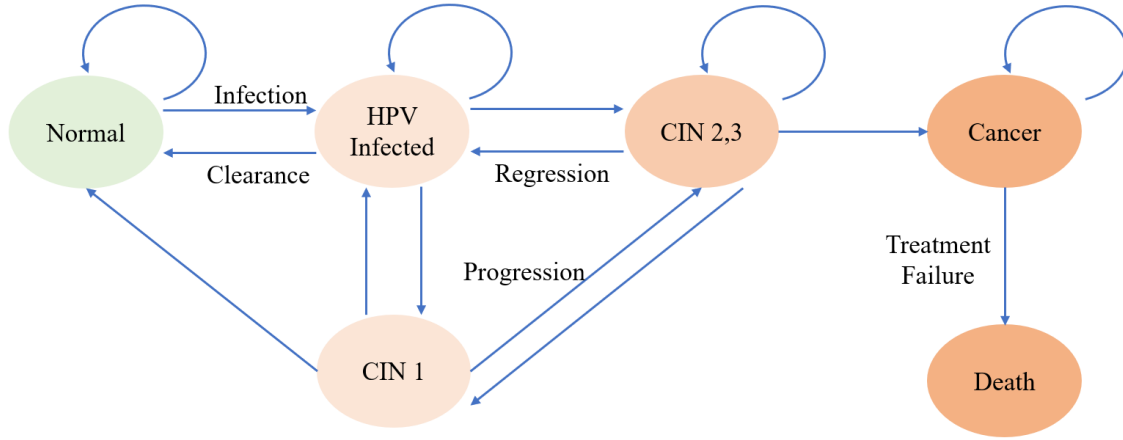 Infection
Normal
HPV
Infected
CIN 2,3
Cancer
Clearance
Regression
Treatment
Failure
Progression
CIN 1
Death